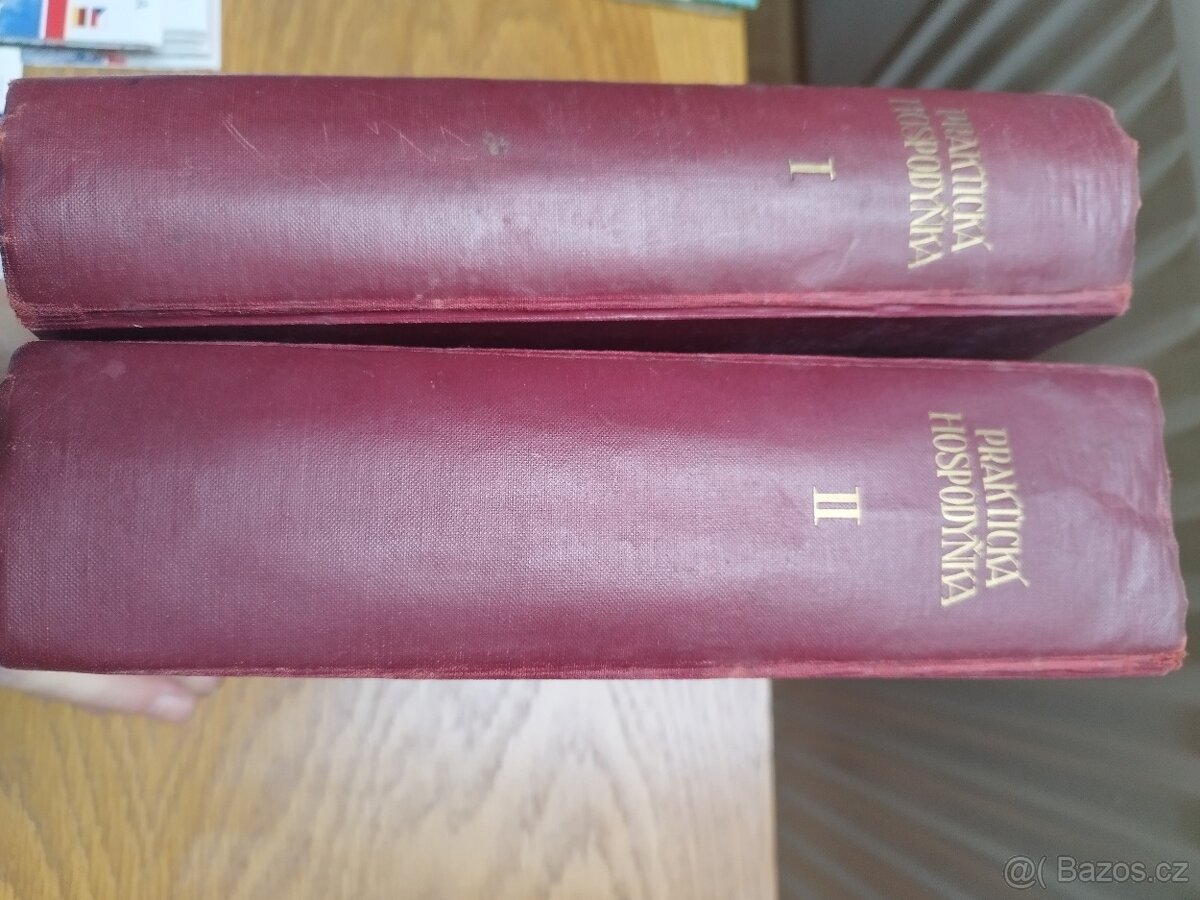 PRAKTICKÁ
HOSPODYŇKA
I
PRAKTICKÁ
HOSPODYŇKA
II
@( Bazos.cz